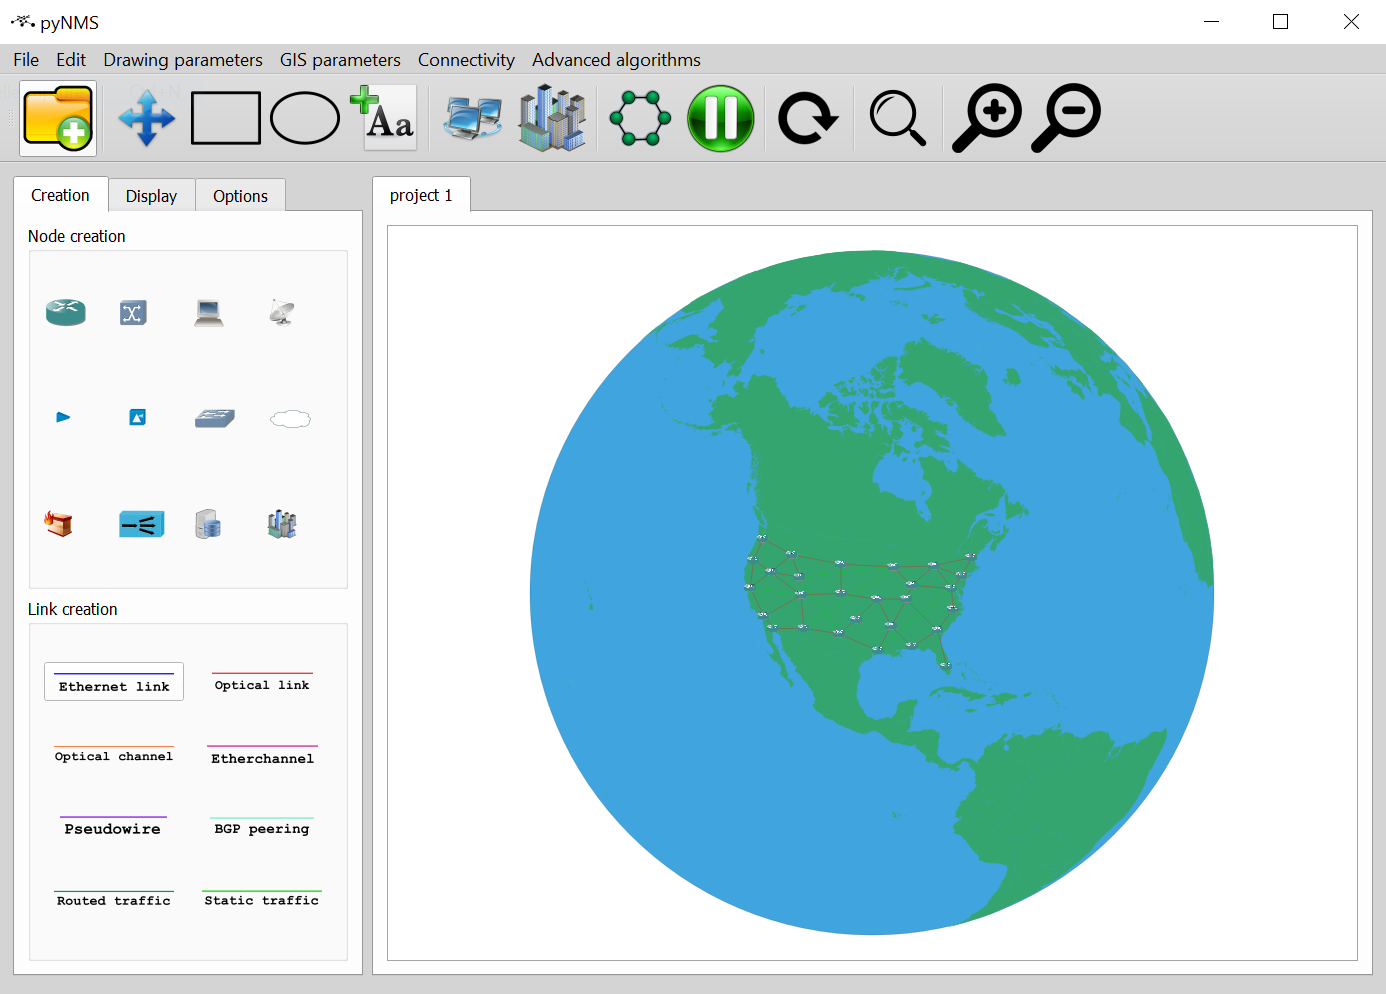 pyNMS
File Edit Drawing parameters GIS parameters Connectivity Advanced algorithms
Aa
Creation Display Options
project 1
Node creation
Link creation
Ethernet link Optical link
Optical channel Etherchannel
Pseudowire BGP peering
Routed traffic Static traffic